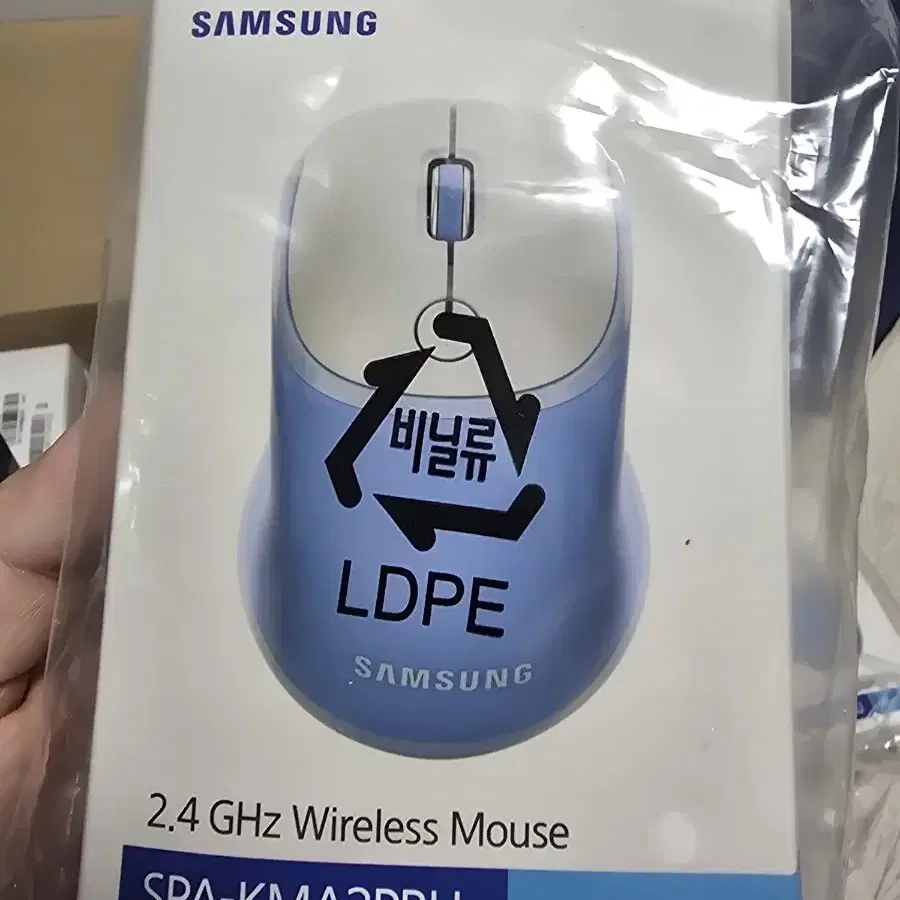 SAMSUNG
비닐류
LDPE
SAMSUNG
2.4 GHz Wireless Mouse